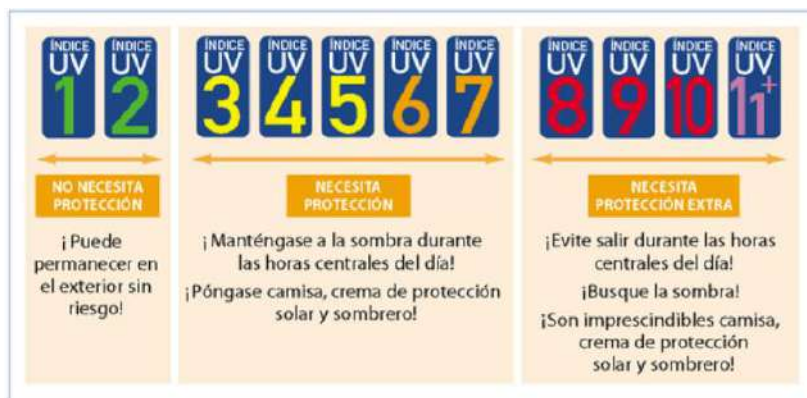 ÍNDICE
UV
1
ÍNDICE
UV
2
NO NECESITA
PROTECCIÓN
¡Puede
permanecer en
el exterior sin
riesgo!
ÍNDICE
UV
3
ÍNDICE
UV
4
ÍNDICE
UV
5
ÍNDICE
UV
6
ÍNDICE
UV
7
NECESITA
PROTECCIÓN
¡Manténgase a la sombra durante
las horas centrales del día!
¡Póngase camisa, crema de protección
solar y sombrero!
ÍNDICE
UV
8
ÍNDICE
UV
9
ÍNDICE
UV
10
ÍNDICE
UV
11+
NECESITA
PROTECCIÓN EXTRA
¡Evite salir durante las horas
centrales del día!
¡Busque la sombra!
¡Son imprescindibles camisa,
crema de protección
solar y sombrero!